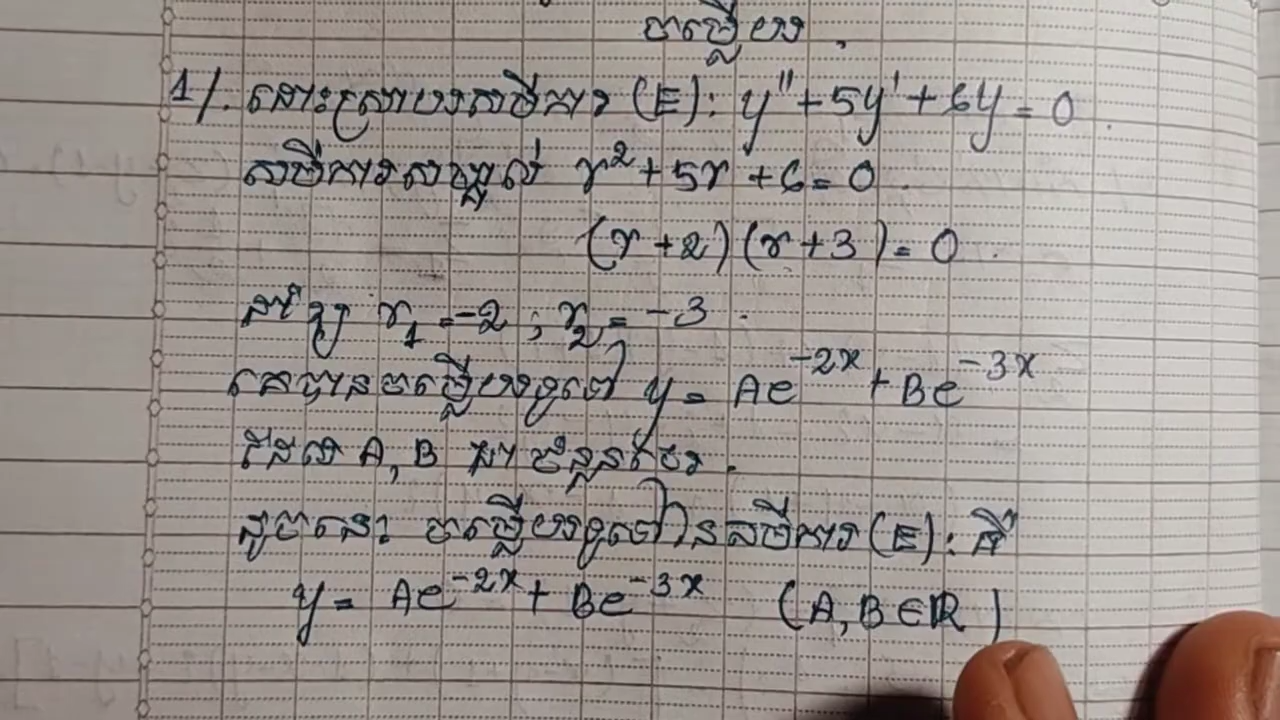 ចម្លើយ
1/. ដោះស្រាយសមីការ (E): y'' + 5y' + 6y = 0 .
សមីការសម្គាល់ r² + 5r + 6 = 0 .
(r + 2)(r + 3) = 0 .
នាំឲ្យ r₁ = -2 ; r₂ = -3 .
គេបានចម្លើយទូទៅ y = Ae⁻²ˣ + Be⁻³ˣ
ដែល A, B ជាចំនួនថេរ .
ដូចនេះ ចម្លើយទូទៅនៃសមីការ (E): គឺ
y = Ae⁻²ˣ + Be⁻³ˣ (A, B ∈ ℝ)